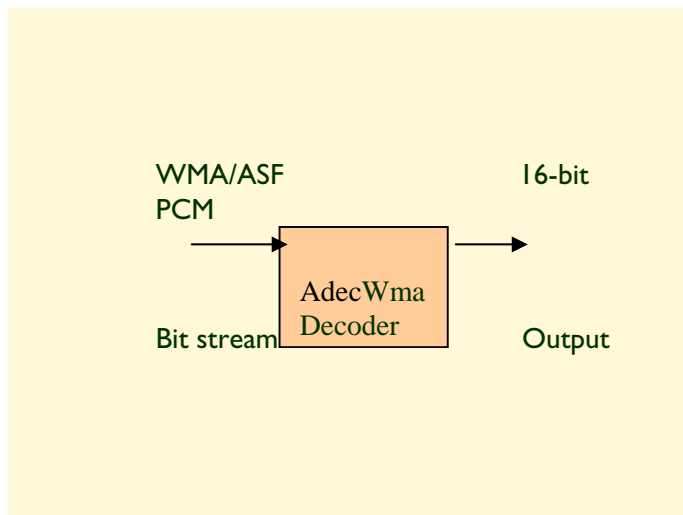 WMA/ASF 16-bit
PCM
AdecWma
Decoder
Bit stream Output